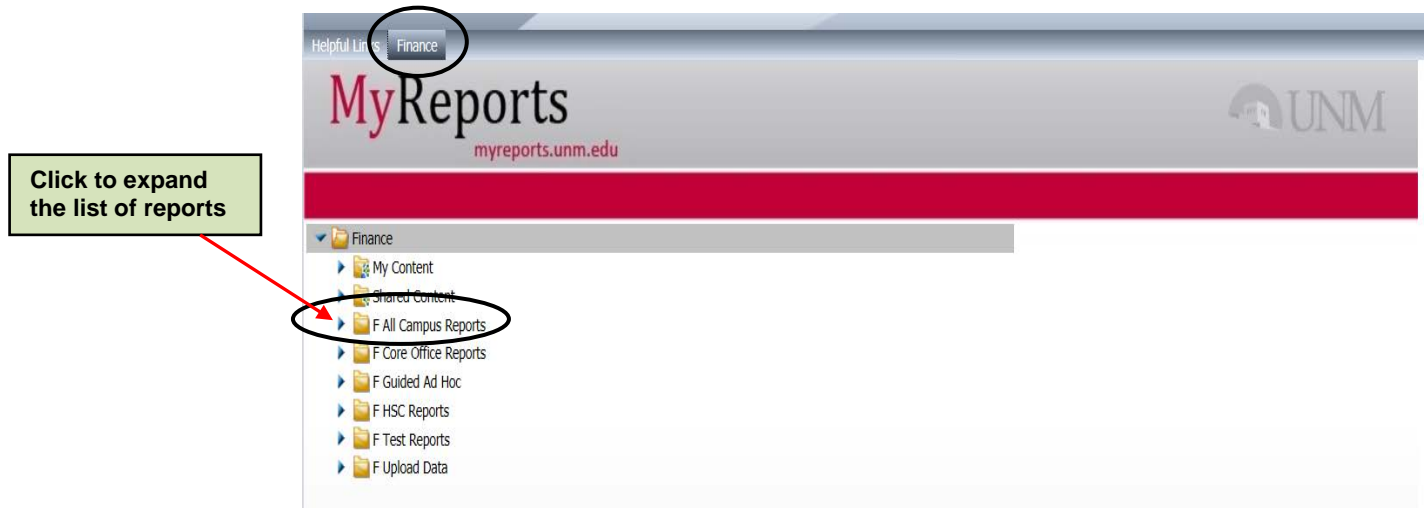 Helpful Links Finance
MyReports
myreports.unm.edu
UNM
Click to expand
the list of reports
Finance
My Content
Shared Content
F All Campus Reports
F Core Office Reports
F Guided Ad Hoc
F HSC Reports
F Test Reports
F Upload Data